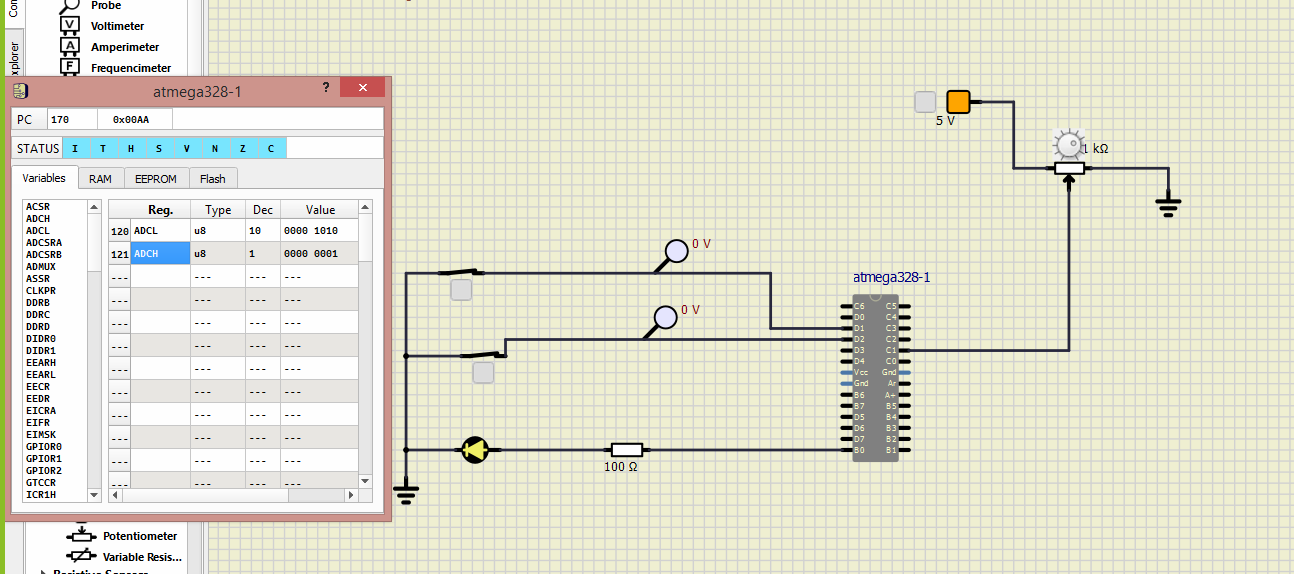 Probe
V
Voltimeter
A
Amperimeter
F
Frequencimeter
atmega328-1
?
PC 170 0x00AA
STATUS I T H S V N Z C
Variables RAM EEPROM Flash
ACSR
ADCH
ADCL
ADCSRA
ADCSRB
ADMUX
ASSR
CLKPR
DDRB
DDRC
DDRD
DIDR0
DIDR1
EEARH
EEARL
EECR
EEDR
EICRA
EIFR
EIMSK
GPIOR0
GPIOR1
GPIOR2
GTCCR
ICR1H
Reg. Type Dec Value
120 ADCL u8 10 0000 1010
121 ADCH u8 1 0000 0001
--- --- --- ---
--- --- --- ---
--- --- --- ---
--- --- --- ---
--- --- --- ---
--- --- --- ---
--- --- --- ---
--- --- --- ---
--- --- --- ---
--- --- --- ---
Potentiometer
Variable Resis...
5 V
1 kΩ
0 V
0 V
100 Ω
atmega328-1
C6 C5
D0 C4
D1 C3
D2 C2
D3 C1
D4 C0
Vcc Gnd
Gnd Ar
B6 A+
B7 B5
D5 B4
D6 B3
D7 B2
B0 B1